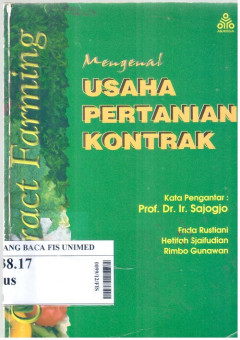 Mengenal
USAHA
PERTANIAN
KONTRAK
Kata Pengantar :
Prof. Dr. Ir. Sajogjo
Frida Rustiani
Hetifah Sjaifudian
Rimbo Gunawan
ract Farming
ANG BACA FIS UNIMED
38.17
us